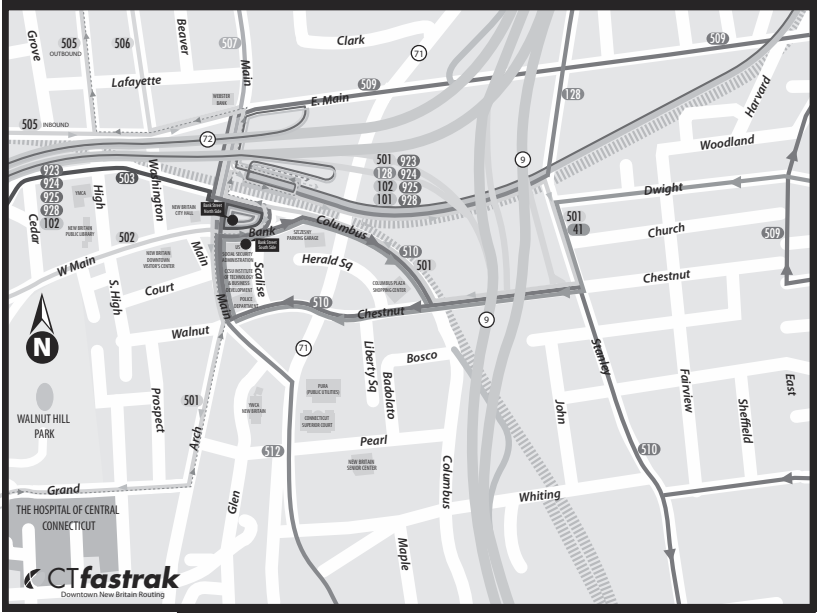 Grove
505
OUTBOUND
506
Beaver
507
Main
Clark
71
509
Lafayette
WEBSTER
BANK
E. Main
509
128
Harvard
505 INBOUND
72
Woodland
501 923
128 924
102 925
101 928
9
923
924
925
928
102
503
Washington
High
YMCA
Cedar
NEW BRITAIN
PUBLIC LIBRARY
NEW BRITAIN
CITY HALL
Bank Street
North Side
Dwight
501
41
Church
509
502
Bank
Bank Street
South Side
Columbus
SZCZESNY
PARKING GARAGE
510
501
W Main
NEW BRITAIN
DOWNTOWN
VISITOR'S CENTER
Main
SOCIAL SECURITY
ADMINISTRATION
CCSU INSTITUTE
OF TECHNOLOGY
& BUSINESS
DEVELOPMENT
POLICE
DEPARTMENT
Scalise
Herald Sq
COLUMBUS PLAZA
SHOPPING CENTER
Chestnut
S. High
Court
Main
510
Chestnut
9
N
Walnut
71
Liberty Sq
Bosco
Badolato
Stanley
WALNUT HILL
PARK
Prospect
501
Arch
YWCA
NEW BRITAIN
PURA
(PUBLIC UTILITIES)
CONNECTICUT
SUPERIOR COURT
John
Fairview
Sheffield
East
512
Pearl
NEW BRITAIN
SENIOR CENTER
510
Grand
Glen
Columbus
Whiting
THE HOSPITAL OF CENTRAL
CONNECTICUT
Maple
CTfastrak
Downtown New Britain Routing